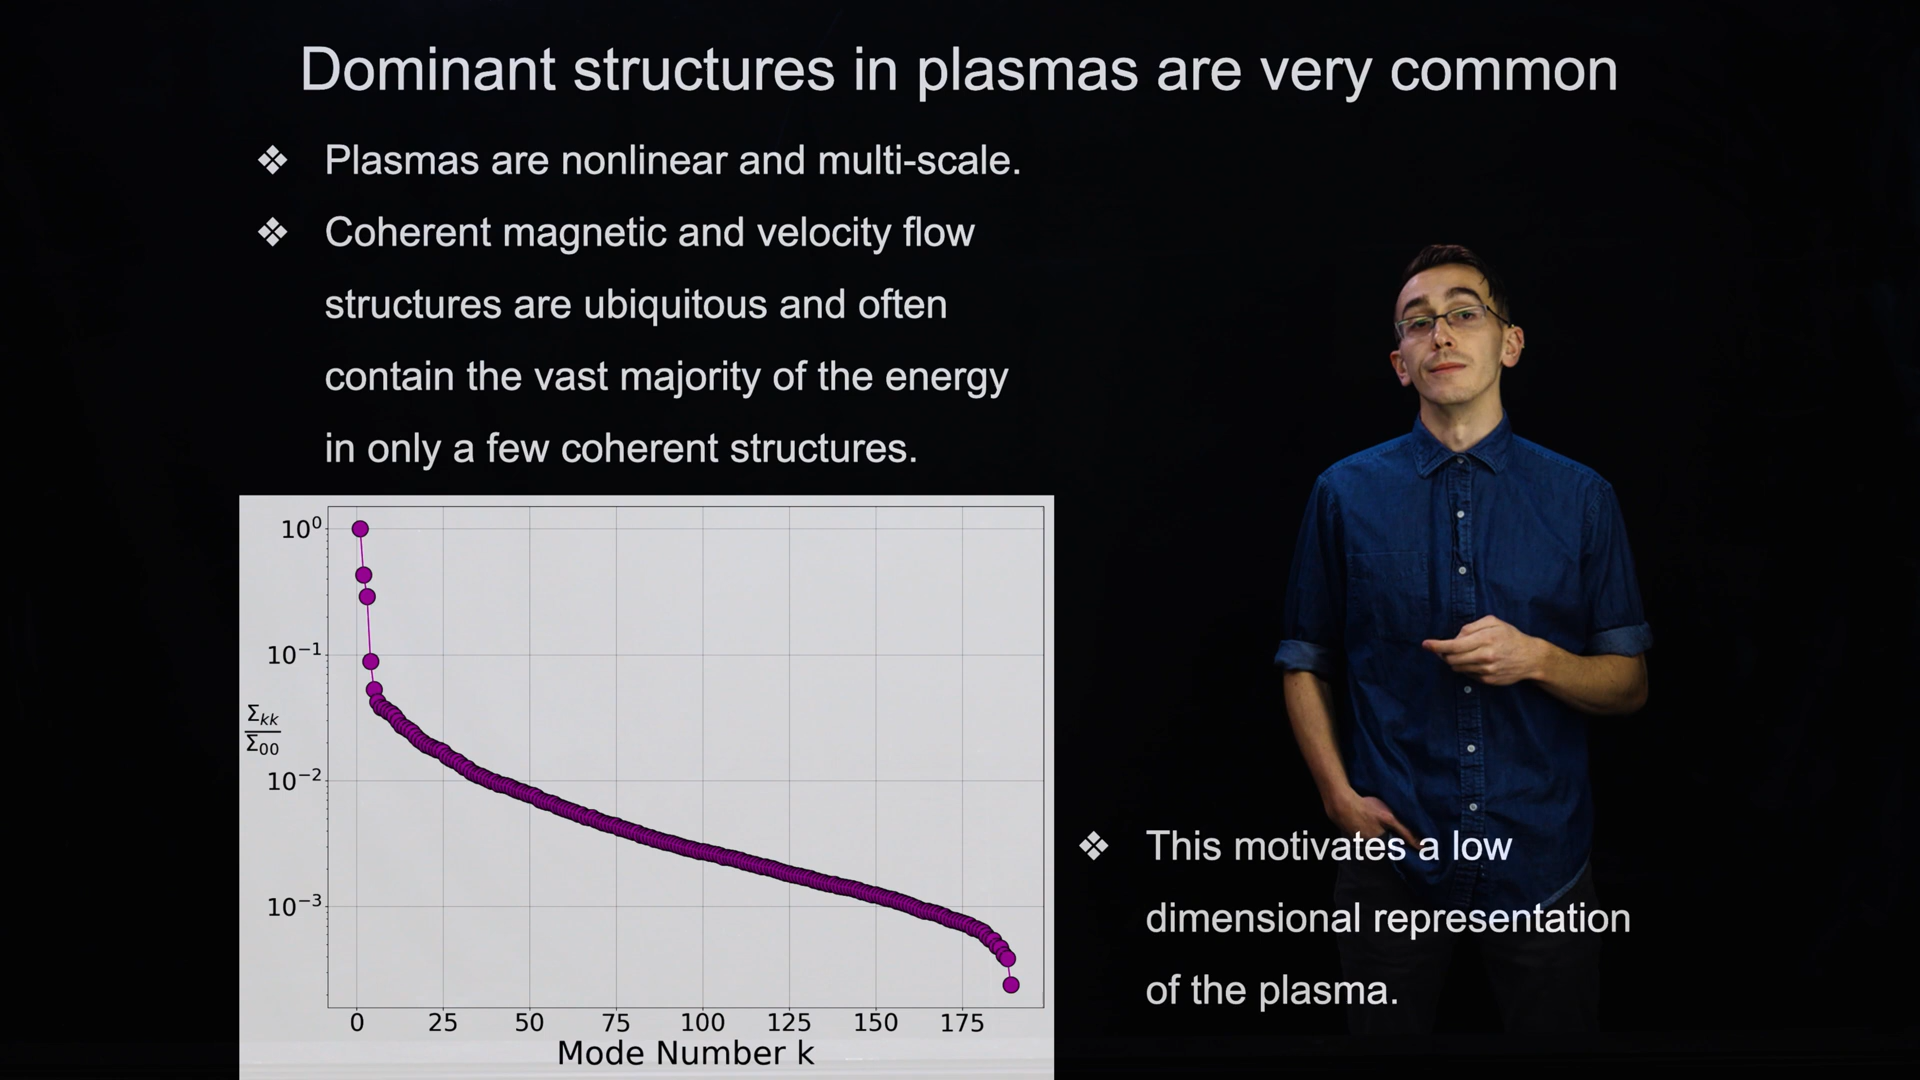 Dominant structures in plasmas are very common
❖ Plasmas are nonlinear and multi-scale.
❖ Coherent magnetic and velocity flow
structures are ubiquitous and often
contain the vast majority of the energy
in only a few coherent structures.
10⁰
10⁻¹
10⁻²
10⁻³
Σₖₖ
Σ₀₀
0 25 50 75 100 125 150 175
Mode Number k
❖ This motivates a low
dimensional representation
of the plasma.